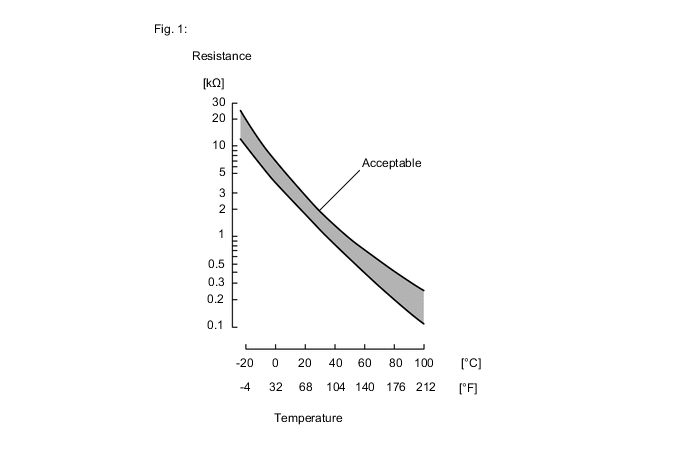 Fig. 1:
Resistance
[kΩ]
30
20
10
5
3
2
1
0.5
0.3
0.2
0.1
Acceptable
-20 0 20 40 60 80 100 [°C]
-4 32 68 104 140 176 212 [°F]
Temperature